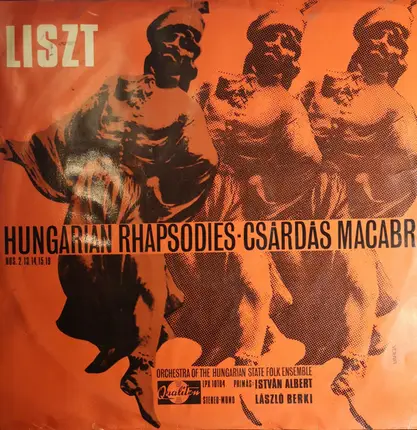 LISZT
HUNGARIAN RHAPSODIES·CSÁRDÁS MACABR
NOS. 2, 13, 14, 15, 19
ORCHESTRA OF THE HUNGARIAN STATE FOLK ENSEMBLE
Qualiton LPX 10104 PRIMÁS: ISTVÁN ALBERT
STEREO-MONO LÁSZLÓ BERKI